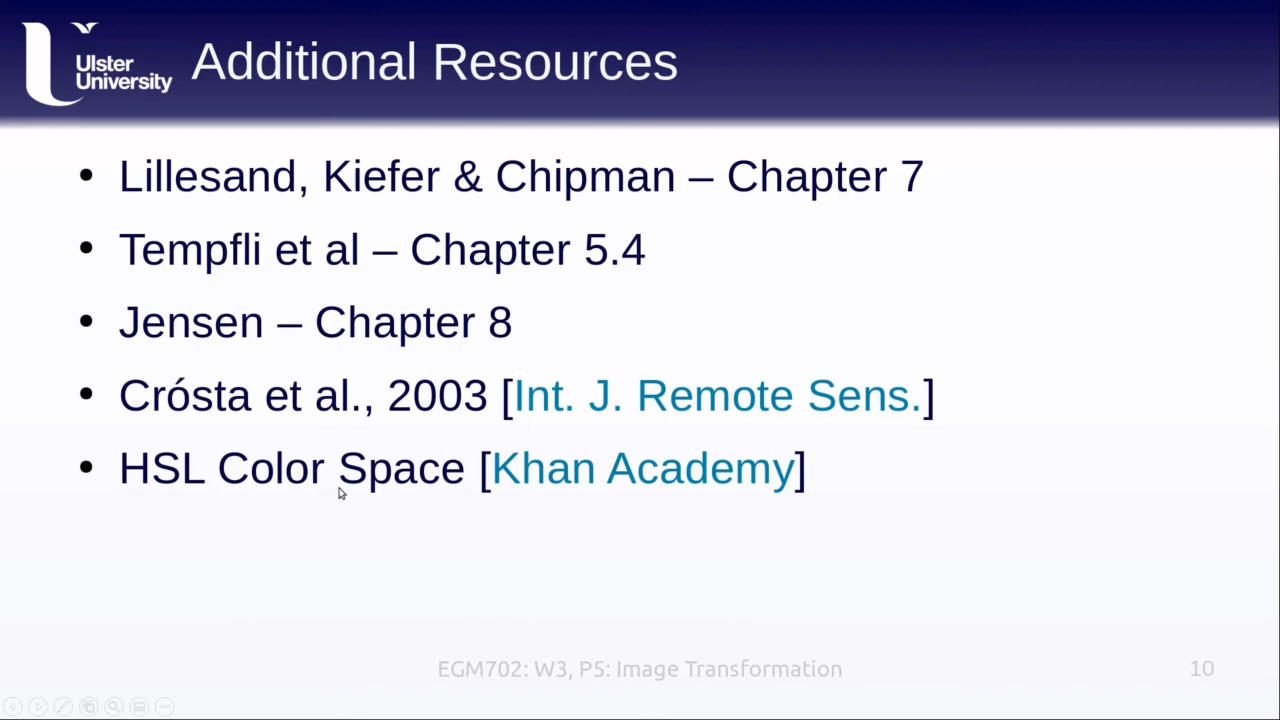 Ulster
University
Additional Resources
• Lillesand, Kiefer & Chipman – Chapter 7
• Tempfli et al – Chapter 5.4
• Jensen – Chapter 8
• Crósta et al., 2003 [Int. J. Remote Sens.]
• HSL Color Space [Khan Academy]
EGM702: W3, P5: Image Transformation
10